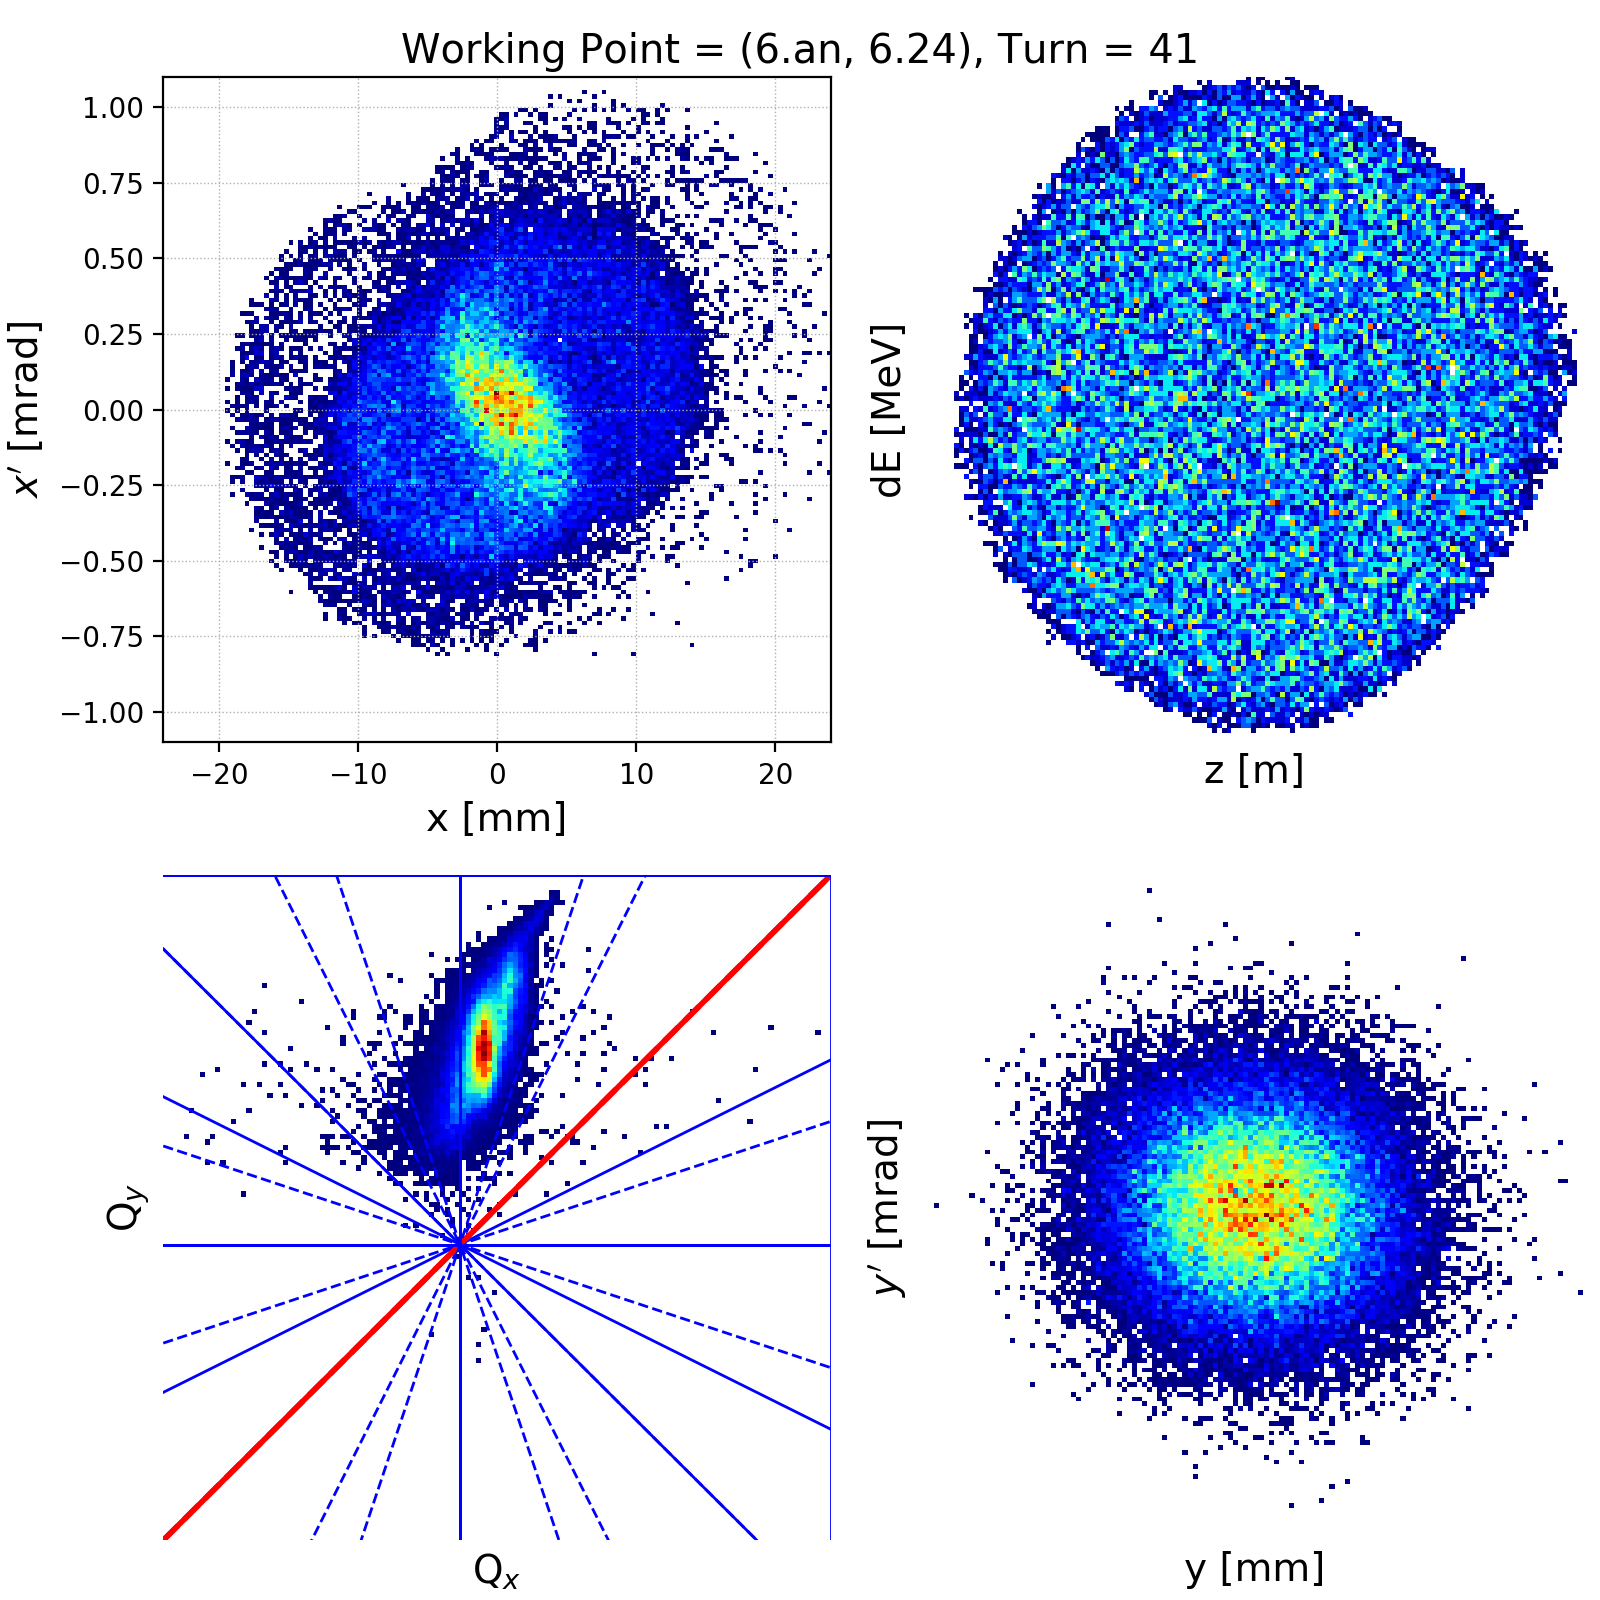 Working Point = (6.an, 6.24), Turn = 41
1.00
0.75
0.50
0.25
0.00
−0.25
−0.50
−0.75
−1.00
x′ [mrad]
−20 −10 0 10 20
x [mm]
dE [MeV]
z [m]
Qy
Qx
y′ [mrad]
y [mm]